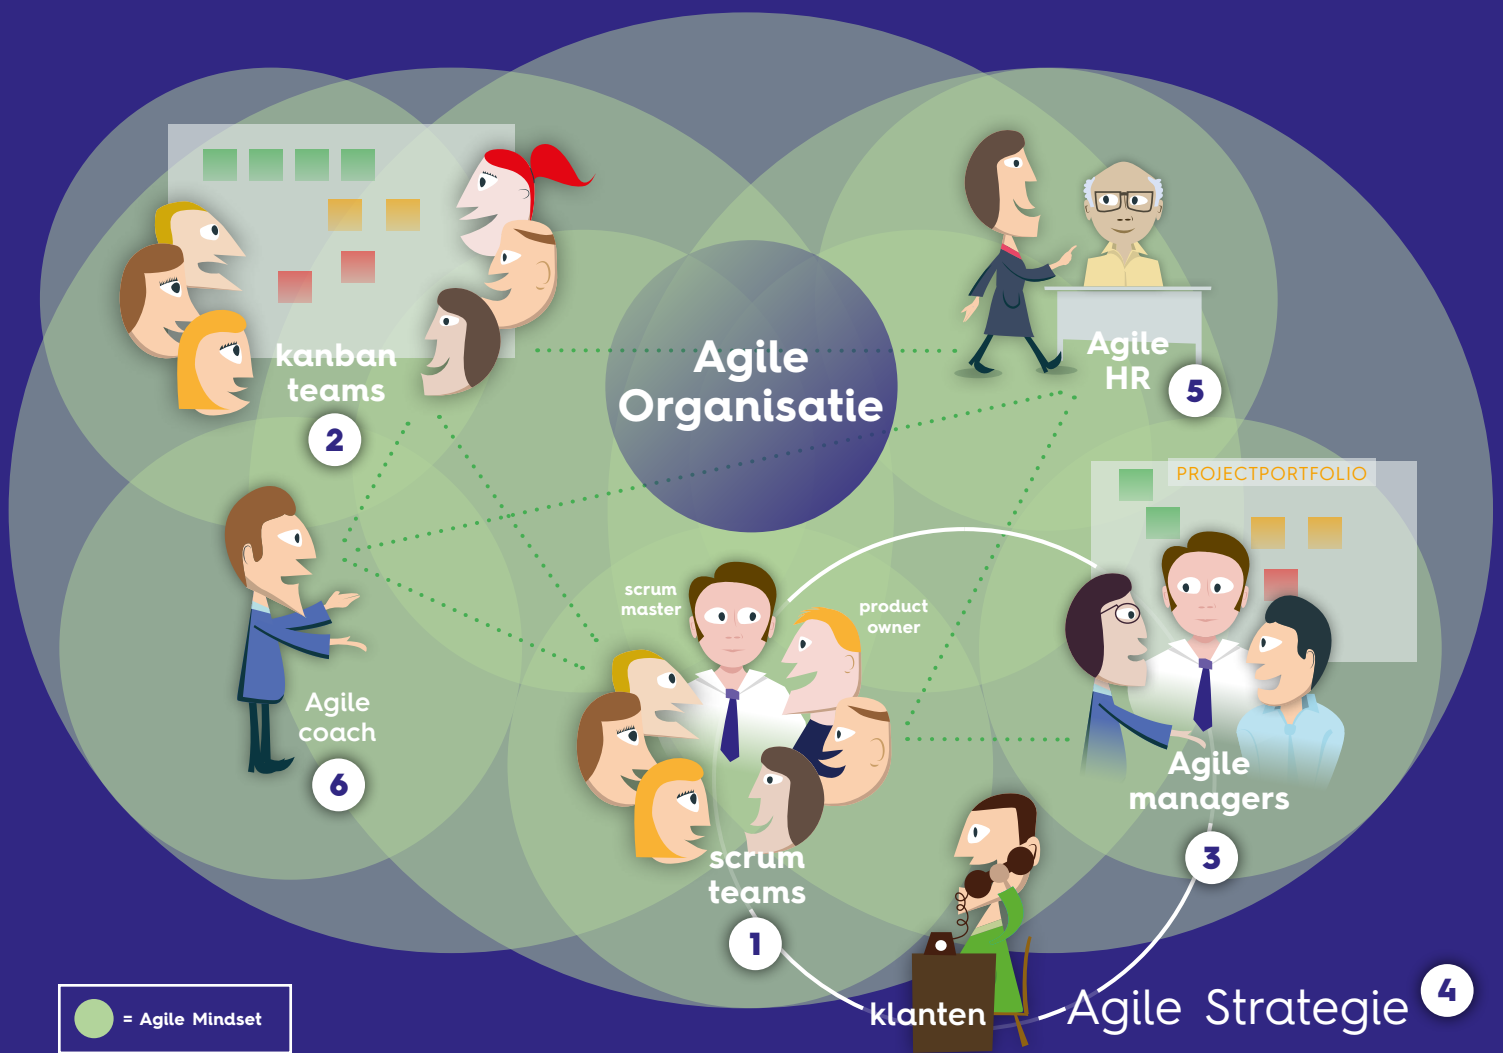 kanban
teams
2
Agile
Organisatie
Agile
HR
5
PROJECTPORTFOLIO
scrum
master
product
owner
Agile
coach
6
Agile
managers
3
scrum
teams
1
klanten
Agile Strategie
4
= Agile Mindset